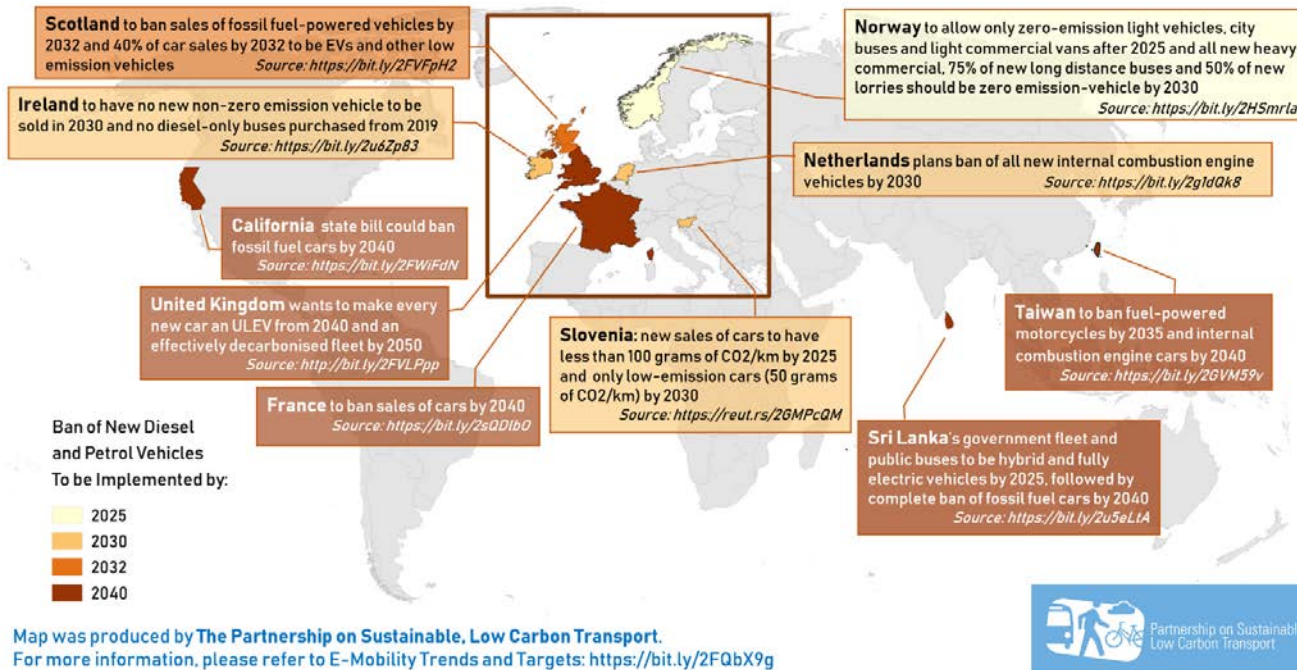 Scotland to ban sales of fossil fuel-powered vehicles by
2032 and 40% of car sales by 2032 to be EVs and other low
emission vehicles
Source: https://bit.ly/2FVFpH2
Ireland to have no new non-zero emission vehicle to be
sold in 2030 and no diesel-only buses purchased from 2019
Source: https://bit.ly/2u6Zp83
Norway to allow only zero-emission light vehicles, city
buses and light commercial vans after 2025 and all new heavy
commercial, 75% of new long distance buses and 50% of new
lorries should be zero emission-vehicle by 2030
Source: https://bit.ly/2HSmrla
Netherlands plans ban of all new internal combustion engine
vehicles by 2030
Source: https://bit.ly/2g1dQk8
California state bill could ban
fossil fuel cars by 2040
Source: https://bit.ly/2FWiFdN
United Kingdom wants to make every
new car an ULEV from 2040 and an
effectively decarbonised fleet by 2050
Source: http://bit.ly/2FVLPpp
France to ban sales of cars by 2040
Source: https://bit.ly/2sQDlbO
Slovenia: new sales of cars to have
less than 100 grams of CO2/km by 2025
and only low-emission cars (50 grams
of CO2/km) by 2030
Source: https://reut.rs/2GMPcQM
Taiwan to ban fuel-powered
motorcycles by 2035 and internal
combustion engine cars by 2040
Source: https://bit.ly/2GVM59v
Sri Lanka's government fleet and
public buses to be hybrid and fully
electric vehicles by 2025, followed by
complete ban of fossil fuel cars by 2040
Source: https://bit.ly/2u5eLtA
Ban of New Diesel
and Petrol Vehicles
To be Implemented by:
2025
2030
2032
2040
Map was produced by The Partnership on Sustainable, Low Carbon Transport.
For more information, please refer to E-Mobility Trends and Targets: https://bit.ly/2FQbX9g
Partnership on Sustainable
Low Carbon Transport